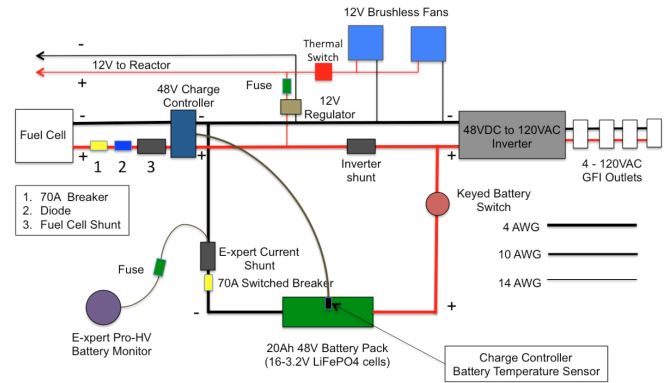 12V Brushless Fans
-
Thermal
Switch
12V to Reactor
+
Fuse
48V Charge
Controller
12V
Regulator
-
-
-
Fuel Cell
48VDC to 120VAC
Inverter
+
1
2
3
+
+
Inverter
shunt
4 - 120VAC
GFI Outlets
1. 70A Breaker
2. Diode
3. Fuel Cell Shunt
Keyed Battery
Switch
4 AWG
10 AWG
14 AWG
E-xpert Current
Shunt
Fuse
70A Switched Breaker
-
+
E-xpert Pro-HV
Battery Monitor
20Ah 48V Battery Pack
(16-3.2V LiFePO4 cells)
Charge Controller
Battery Temperature Sensor